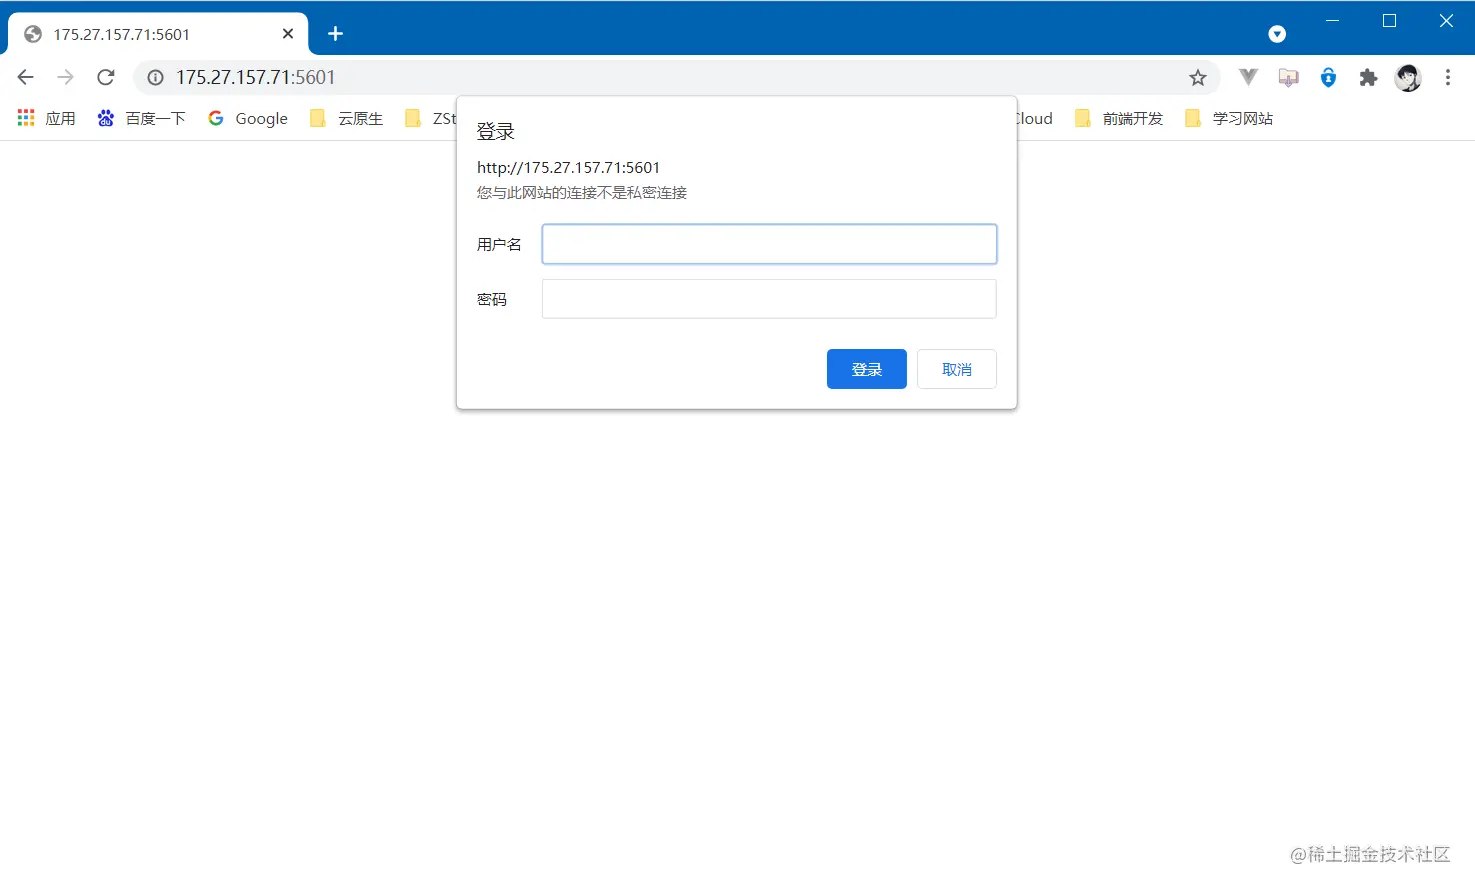 175.27.157.71:5601
175.27.157.71:5601
应用 百度一下 Google 云原生 ZSt Cloud 前端开发 学习网站
登录
http://175.27.157.71:5601
您与此网站的连接不是私密连接
用户名
密码
登录 取消
@稀土掘金技术社区